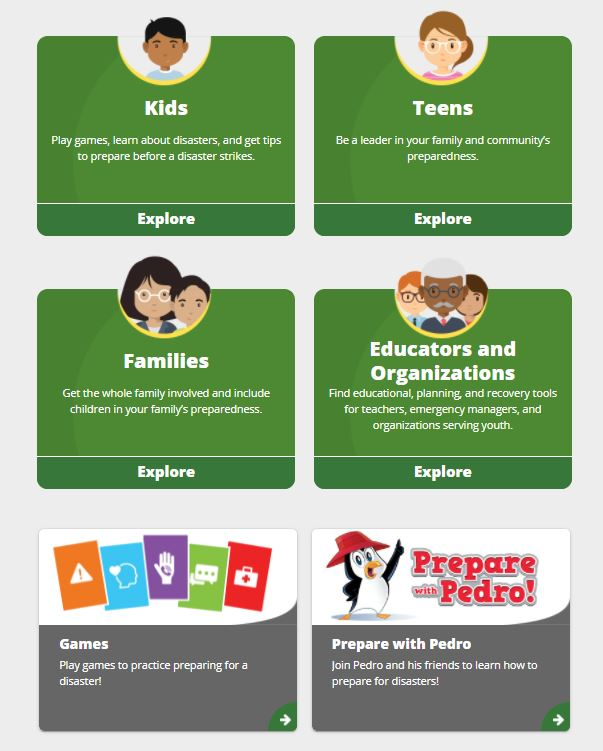 Kids
Play games, learn about disasters, and get tips
to prepare before a disaster strikes.
Explore
Teens
Be a leader in your family and community's
preparedness.
Explore
Families
Get the whole family involved and include
children in your family's preparedness.
Explore
Educators and
Organizations
Find educational, planning, and recovery tools
for teachers, emergency managers, and
organizations serving youth.
Explore
Games
Play games to practice preparing for a
disaster!
Prepare
with Pedro!
Prepare with Pedro
Join Pedro and his friends to learn how to
prepare for disasters!